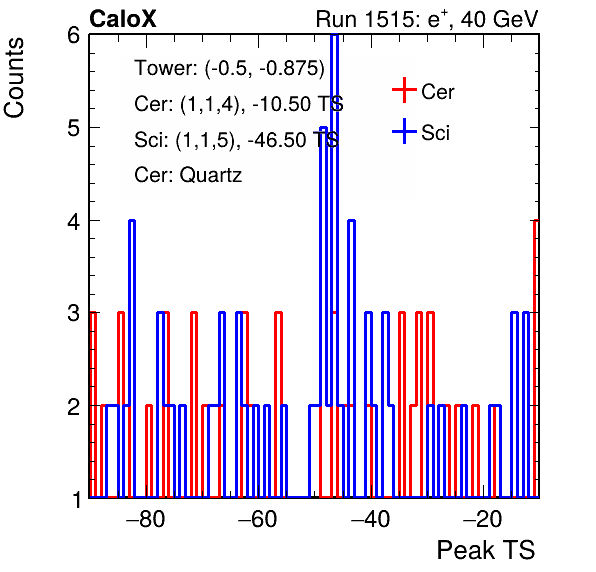 CaloX Run 1515: e+, 40 GeV
Counts
Tower: (-0.5, -0.875)
Cer: (1,1,4), -10.50 TS
Sci: (1,1,5), -46.50 TS
Cer: Quartz
Cer
Sci
6
5
4
3
2
1
−80 −60 −40 −20
Peak TS